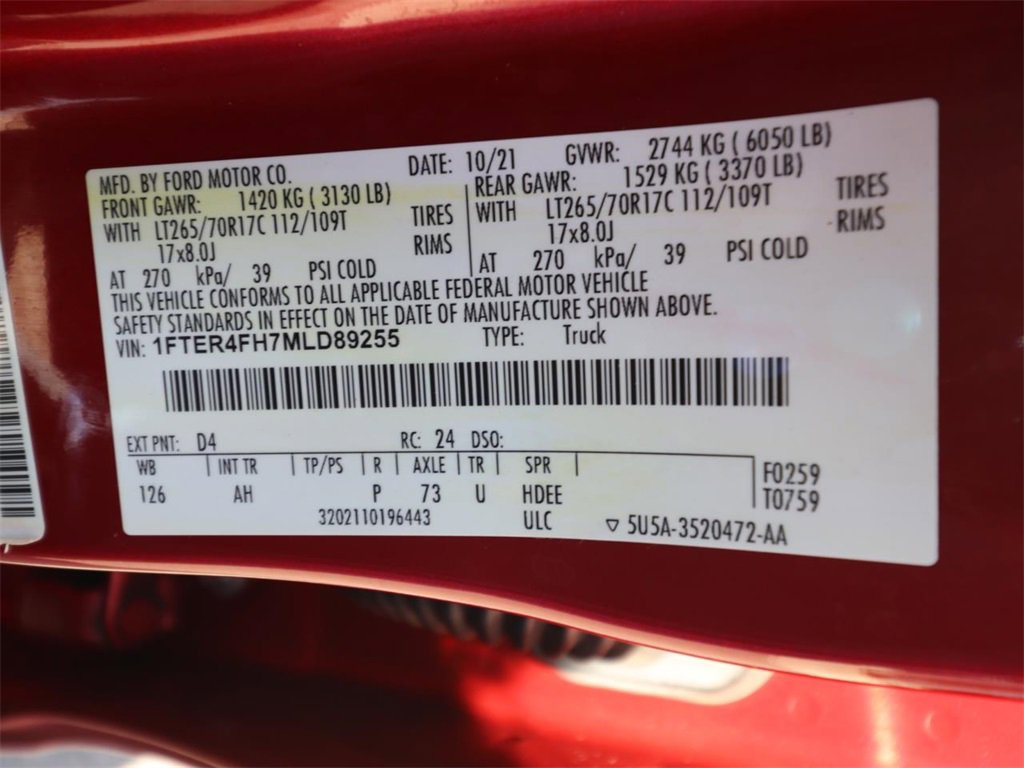 MFD. BY FORD MOTOR CO. DATE: 10/21 GVWR: 2744 KG ( 6050 LB)
FRONT GAWR: 1420 KG ( 3130 LB) REAR GAWR: 1529 KG ( 3370 LB)
WITH LT265/70R17C 112/109T TIRES WITH LT265/70R17C 112/109T TIRES
17x8.0J RIMS 17x8.0J RIMS
AT 270 kPa/ 39 PSI COLD AT 270 kPa/ 39 PSI COLD
THIS VEHICLE CONFORMS TO ALL APPLICABLE FEDERAL MOTOR VEHICLE
SAFETY STANDARDS IN EFFECT ON THE DATE OF MANUFACTURE SHOWN ABOVE.
VIN: 1FTER4FH7MLD89255 TYPE: Truck
EXT PNT: D4 RC: 24 DSO:
WB INT TR TP/PS R AXLE TR SPR F0259
126 AH P 73 U HDEE T0759
3202110196443 ULC ▽ 5U5A-3520472-AA